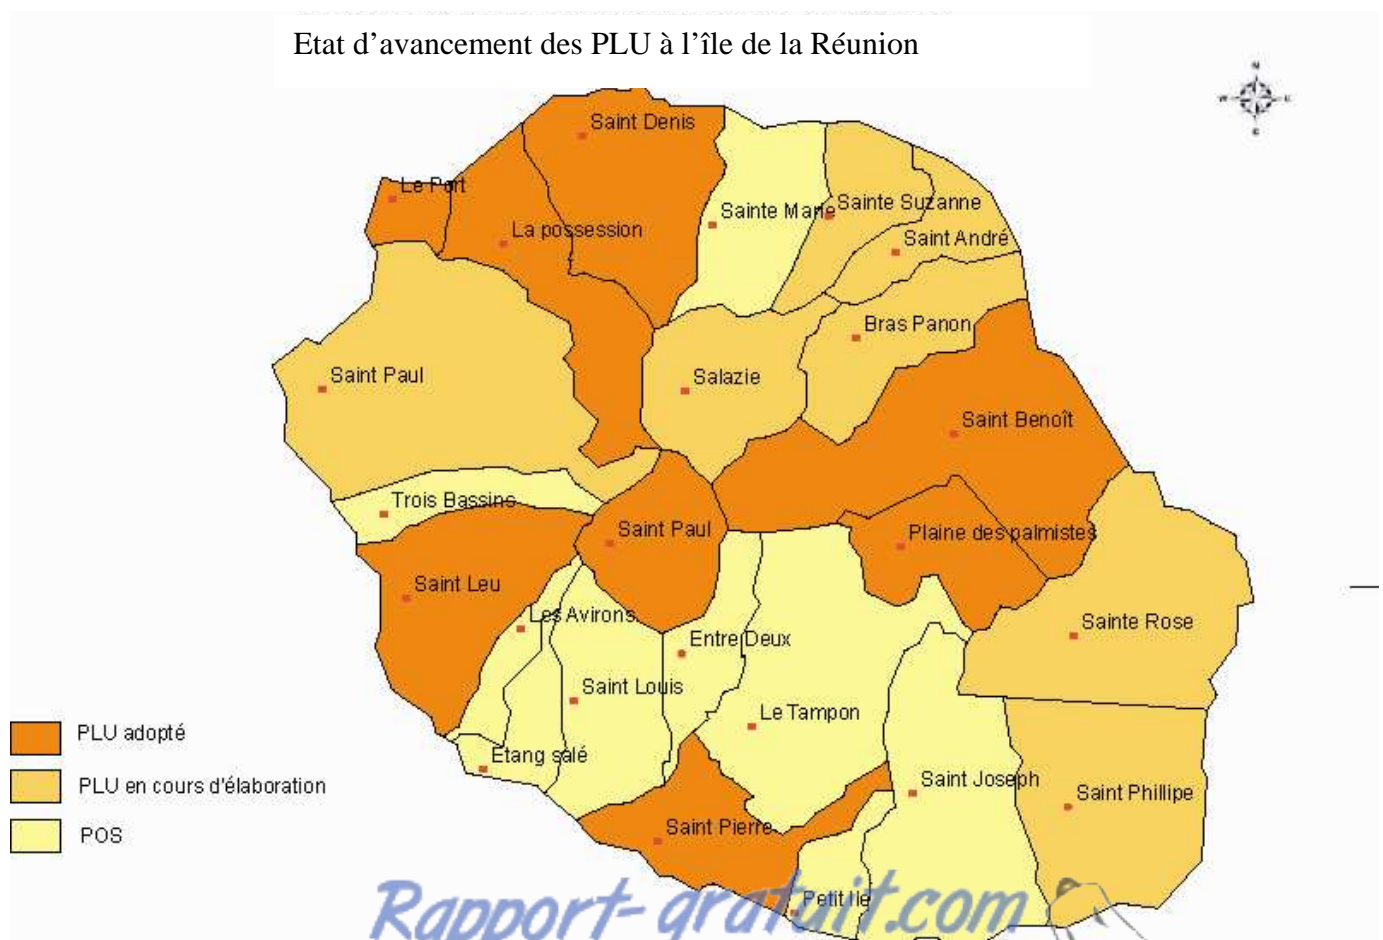 Etat d’avancement des PLU à l’île de la Réunion
N
W
E
Saint Denis
Le Port
Sainte Marie
Sainte Suzanne
La possession
Saint André
Bras Panon
Saint Paul
Salazie
Saint Benoît
Trois Bassins
Saint Paul
Plaine des palmistes
Saint Leu
Les Avirons
Entre Deux
Sainte Rose
Saint Louis
Le Tampon
Etang salé
Saint Joseph
Saint Phillipe
Saint Pierre
Petit Ile
PLU adopté
PLU en cours d'élaboration
POS
Rapport-gratuit.com